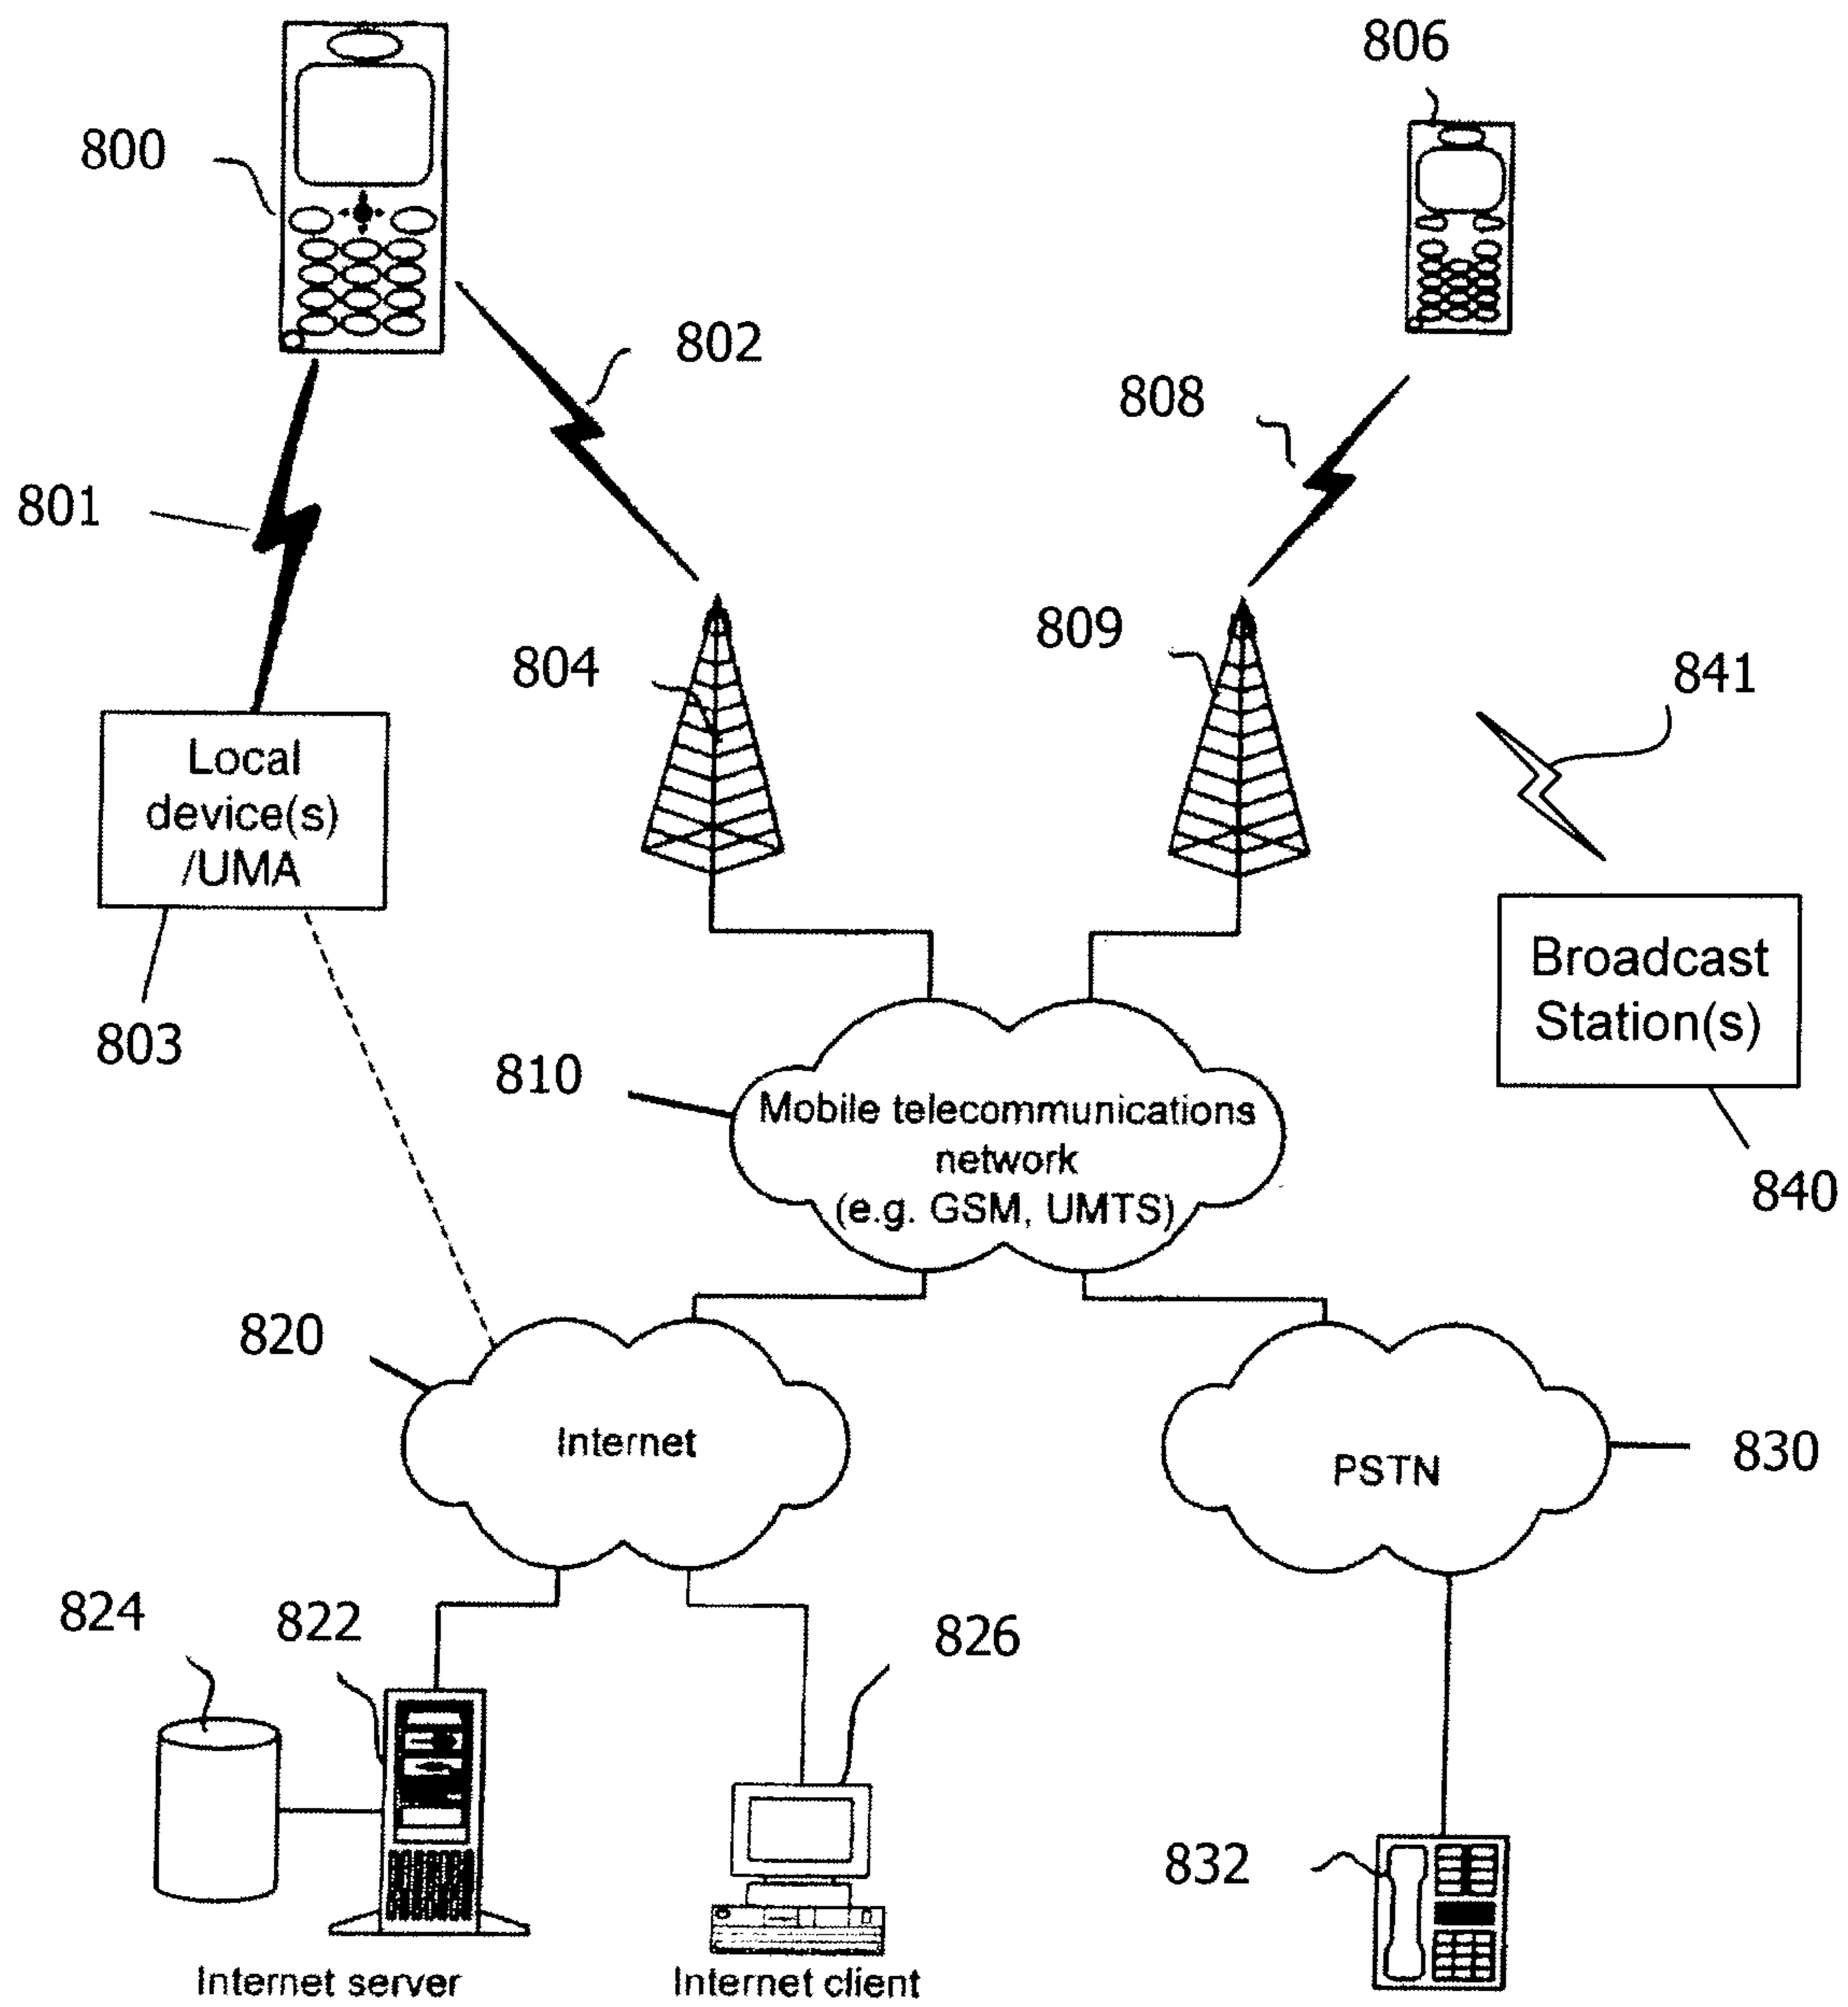 806
800
802
808
801
809
804
841
Local
device(s)
/UMA
Broadcast
Station(s)
803
810
Mobile telecommunications
network
(e.g. GSM, UMTS)
840
820
Internet
830
PSTN
824
822
826
832
Internet server
Internet client